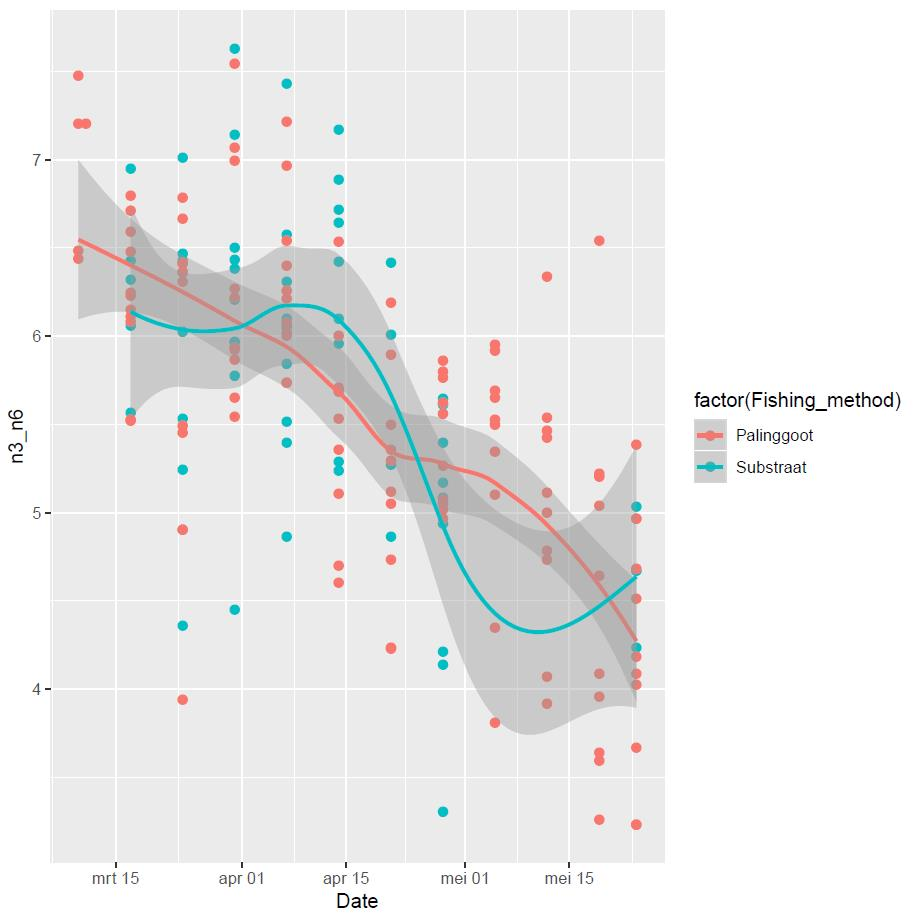 n3_n6
7
6
5
4
mrt 15
apr 01
apr 15
mei 01
mei 15
Date
factor(Fishing_method)
Palinggoot
Substraat